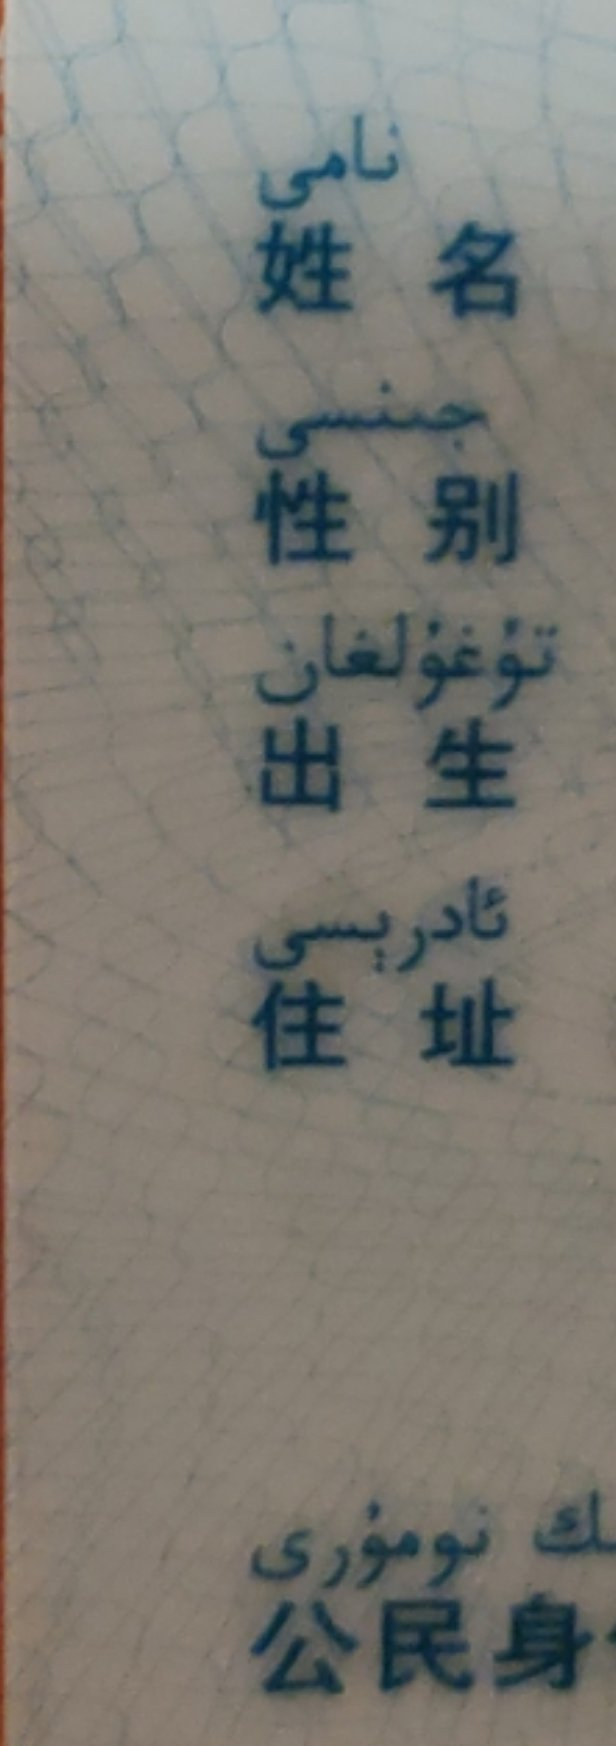 نامى
姓 名
جىنسى
性 别
تۇغۇلغان
出 生
ئادرېسى
住 址
نومۇرى
公民身